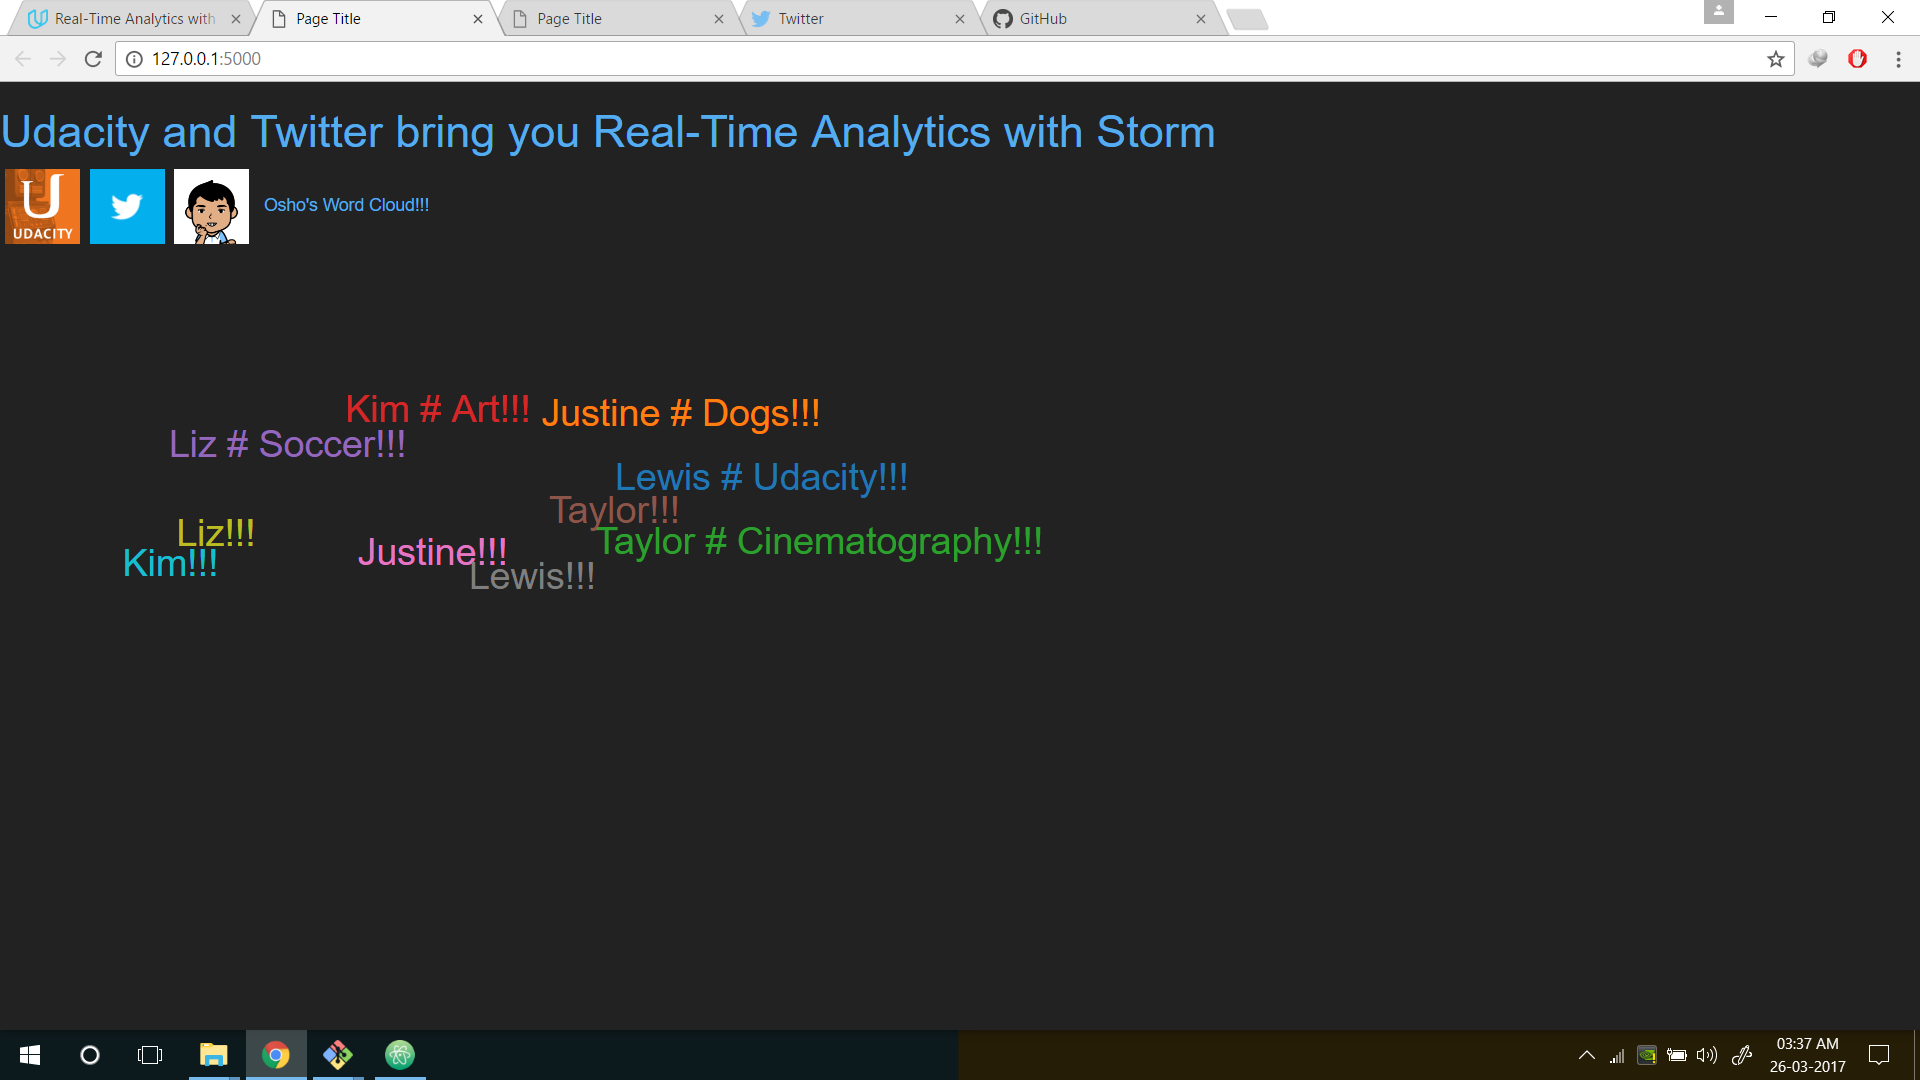 Real-Time Analytics with
Page Title
Page Title
Twitter
GitHub
127.0.0.1:5000
Udacity and Twitter bring you Real-Time Analytics with Storm
U
UDACITY
Osho's Word Cloud!!!
Kim # Art!!!
Justine # Dogs!!!
Liz # Soccer!!!
Lewis # Udacity!!!
Taylor!!!
Liz!!!
Taylor # Cinematography!!!
Justine!!!
Kim!!!
Lewis!!!
03:37 AM
26-03-2017